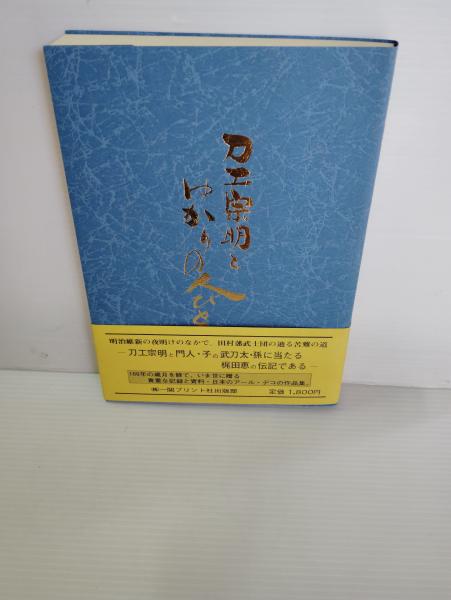 刀工宗明と
ゆかりの人びと
明治維新の夜明けのなかで、田村藩武士団の辿る苦難の道
―刀工宗明と門人・子の武刀太・孫に当たる
梶田恵の伝記である―
100年の歳月を経て、いま世に贈る
貴重な記録と資料・日本のアール・デコの作品集。
㈱一関プリント社出版部
定価 1,800円